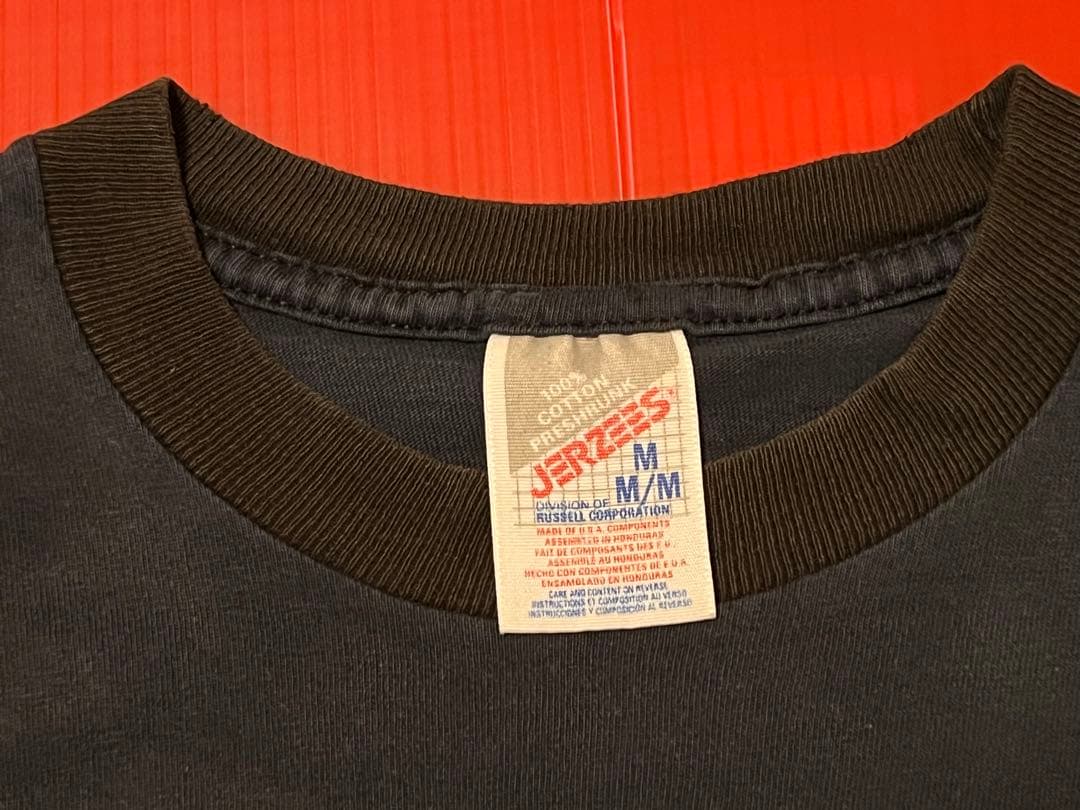 100%
COTTON
PRESHRUNK
JERZEES
M
M/M
DIVISION OF
RUSSELL CORPORATION
MADE OF U.S.A. COMPONENTS
ASSEMBLED IN HONDURAS
FAIT DE COMPOSANTS DES E.U.
ASSEMBLÉ AU HONDURAS
HECHO CON COMPONENTES DE E.U.A.
ENSAMBLADO EN HONDURAS
CARE AND CONTENT ON REVERSE
INSTRUCTIONS ET COMPOSITION AU VERSO
INSTRUCCIONES Y COMPOSICIÓN AL REVERSO